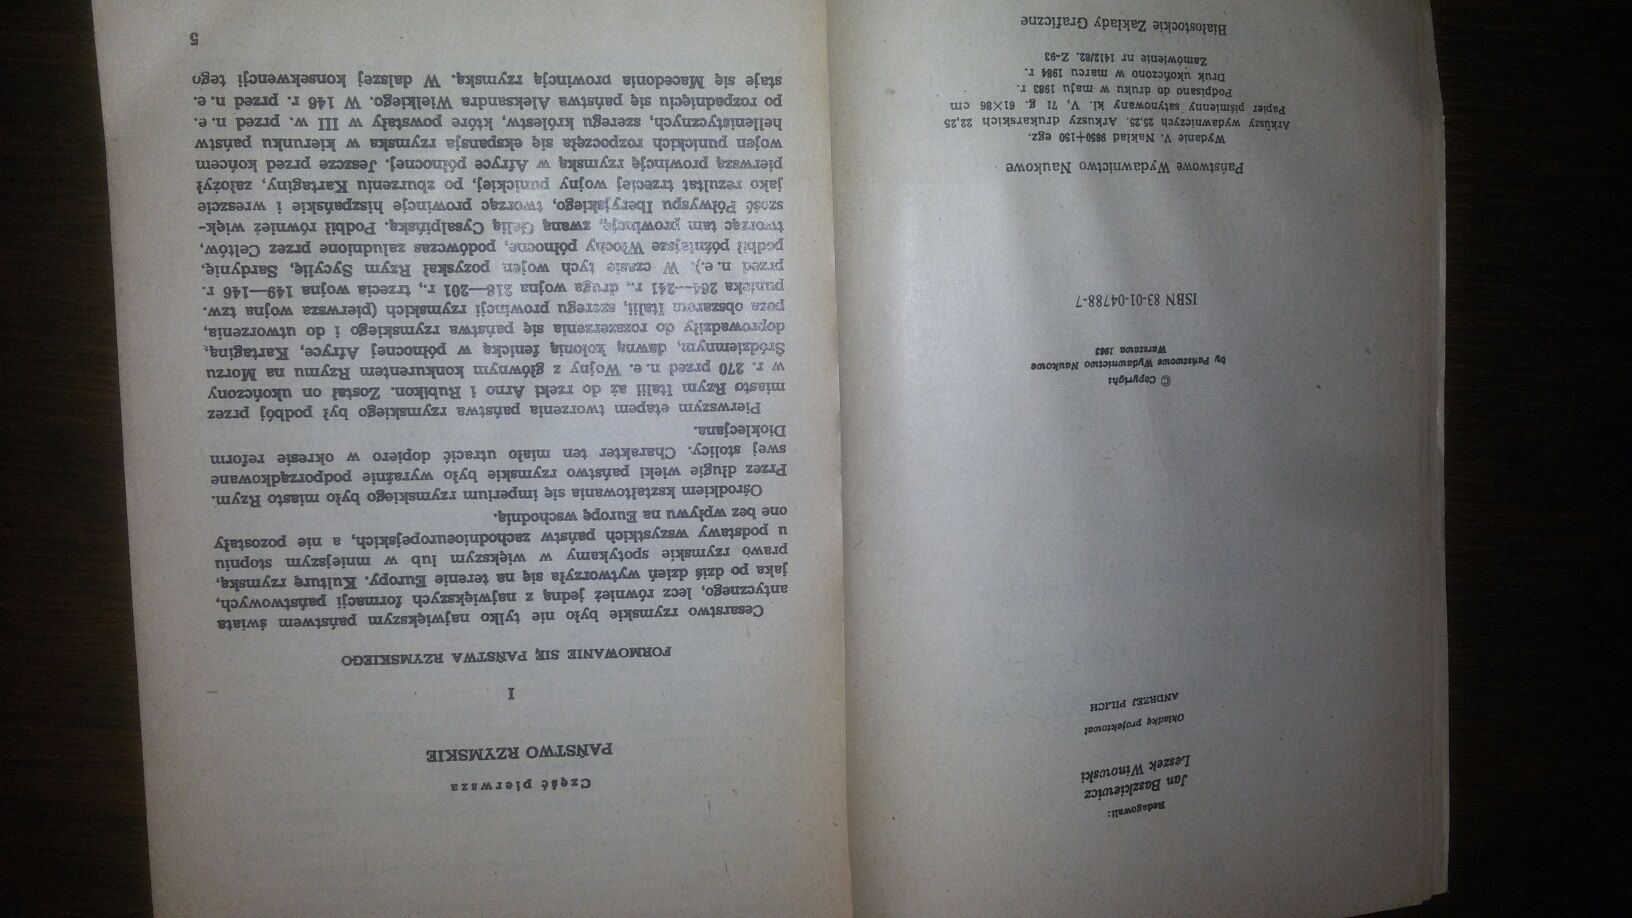 Redagowali:
Jan Baszkiewicz
Leszek Winowski
Okładkę projektował
ANDRZEJ PILICH
© Copyright
by Państwowe Wydawnictwo Naukowe
Warszawa 1963
ISBN 83-01-04788-7
Państwowe Wydawnictwo Naukowe
Wydanie V. Nakład 9850+150 egz.
Arkuszy wydawniczych 25,25. Arkuszy drukarskich 22,25
Papier piśmienny satynowany kl. V, 71 g. 61×86 cm
Podpisano do druku w maju 1983 r.
Druk ukończono w marcu 1984 r.
Zamówienie nr 1412/82. Z-93
Białostockie Zakłady Graficzne
Część pierwsza
PAŃSTWO RZYMSKIE
I
FORMOWANIE SIĘ PAŃSTWA RZYMSKIEGO
Cesarstwo rzymskie było nie tylko największym państwem świata
antycznego, lecz również jedną z największych formacji państwowych,
jaka po dziś dzień wytworzyła się na terenie Europy. Kulturę rzymską,
prawo rzymskie spotykamy w większym lub w mniejszym stopniu
u podstawy wszystkich państw zachodnioeuropejskich, a nie pozostały
one bez wpływu na Europę wschodnią.
Ośrodkiem kształtowania się imperium rzymskiego było miasto Rzym.
Przez długie wieki państwo rzymskie było wyraźnie podporządkowane
swej stolicy. Charakter ten miało utracić dopiero w okresie reform
Dioklecjana.
Pierwszym etapem tworzenia państwa rzymskiego był podbój przez
miasto Rzym Italii aż do rzeki Arno i Rubikon. Został on ukończony
w r. 270 przed n. e. Wojny z głównym konkurentem Rzymu na Morzu
Śródziemnym, dawną kolonią fenicką w północnej Afryce, Kartaginą,
doprowadziły do rozszerzenia się państwa rzymskiego i do utworzenia,
poza obszarem Italii, szeregu prowincji rzymskich (pierwsza wojna tzw.
punicka 264—241 r., druga wojna 218—201 r., trzecia wojna 149—146 r.
przed n. e.). W czasie tych wojen pozyskał Rzym Sycylię, Sardynię,
podbił późniejsze Włochy północne, podówczas zaludnione przez Celtów,
tworząc tam prowincję, zwaną Galią Cysalpińską. Podbił również więk-
szość Półwyspu Iberyjskiego, tworząc prowincje hiszpańskie i wreszcie
jako rezultat trzeciej wojny punickiej, po zburzeniu Kartaginy, założył
pierwszą prowincję rzymską w Afryce północnej. Jeszcze przed końcem
wojen punickich rozpoczęła się ekspansja rzymska w kierunku państw
hellenistycznych, szeregu królestw, które powstały w III w. przed n. e.
po rozpadnięciu się państwa Aleksandra Wielkiego. W 146 r. przed n. e.
staje się Macedonia prowincją rzymską. W dalszej konsekwencji tego
5